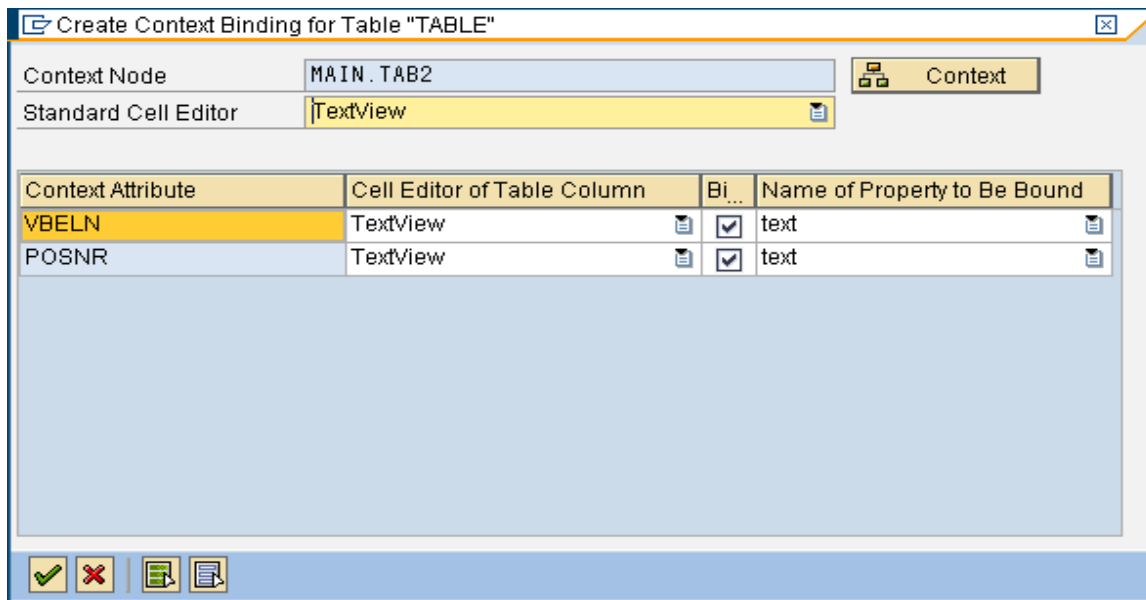 Create Context Binding for Table "TABLE"
Context Node MAIN.TAB2 Context
Standard Cell Editor TextView
Context Attribute Cell Editor of Table Column Bi... Name of Property to Be Bound
VBELN TextView text
POSNR TextView text